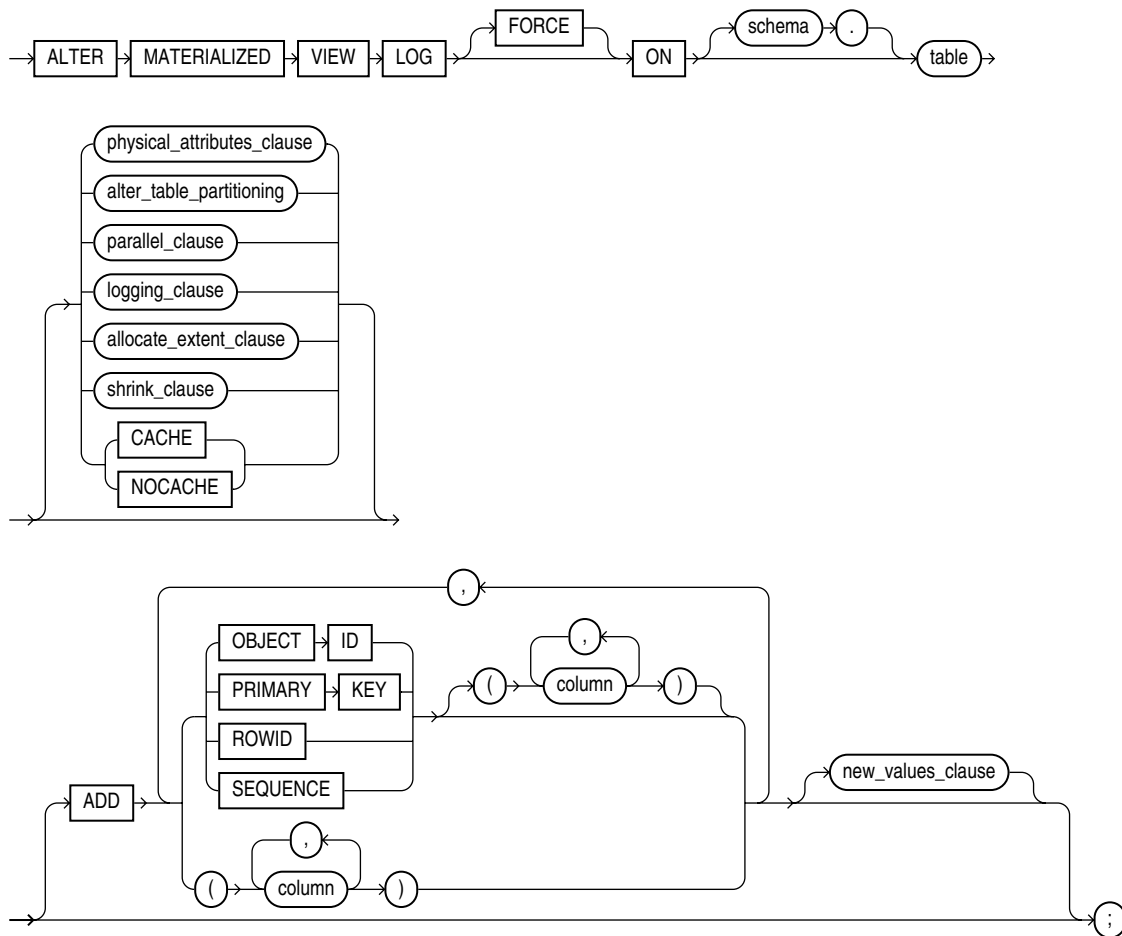 ALTER MATERIALIZED VIEW LOG FORCE ON schema . table
physical_attributes_clause
alter_table_partitioning
parallel_clause
logging_clause
allocate_extent_clause
shrink_clause
CACHE
NOCACHE
,
OBJECT ID
PRIMARY KEY
ROWID
SEQUENCE
,
( column )
ADD
new_values_clause
,
( column )
;